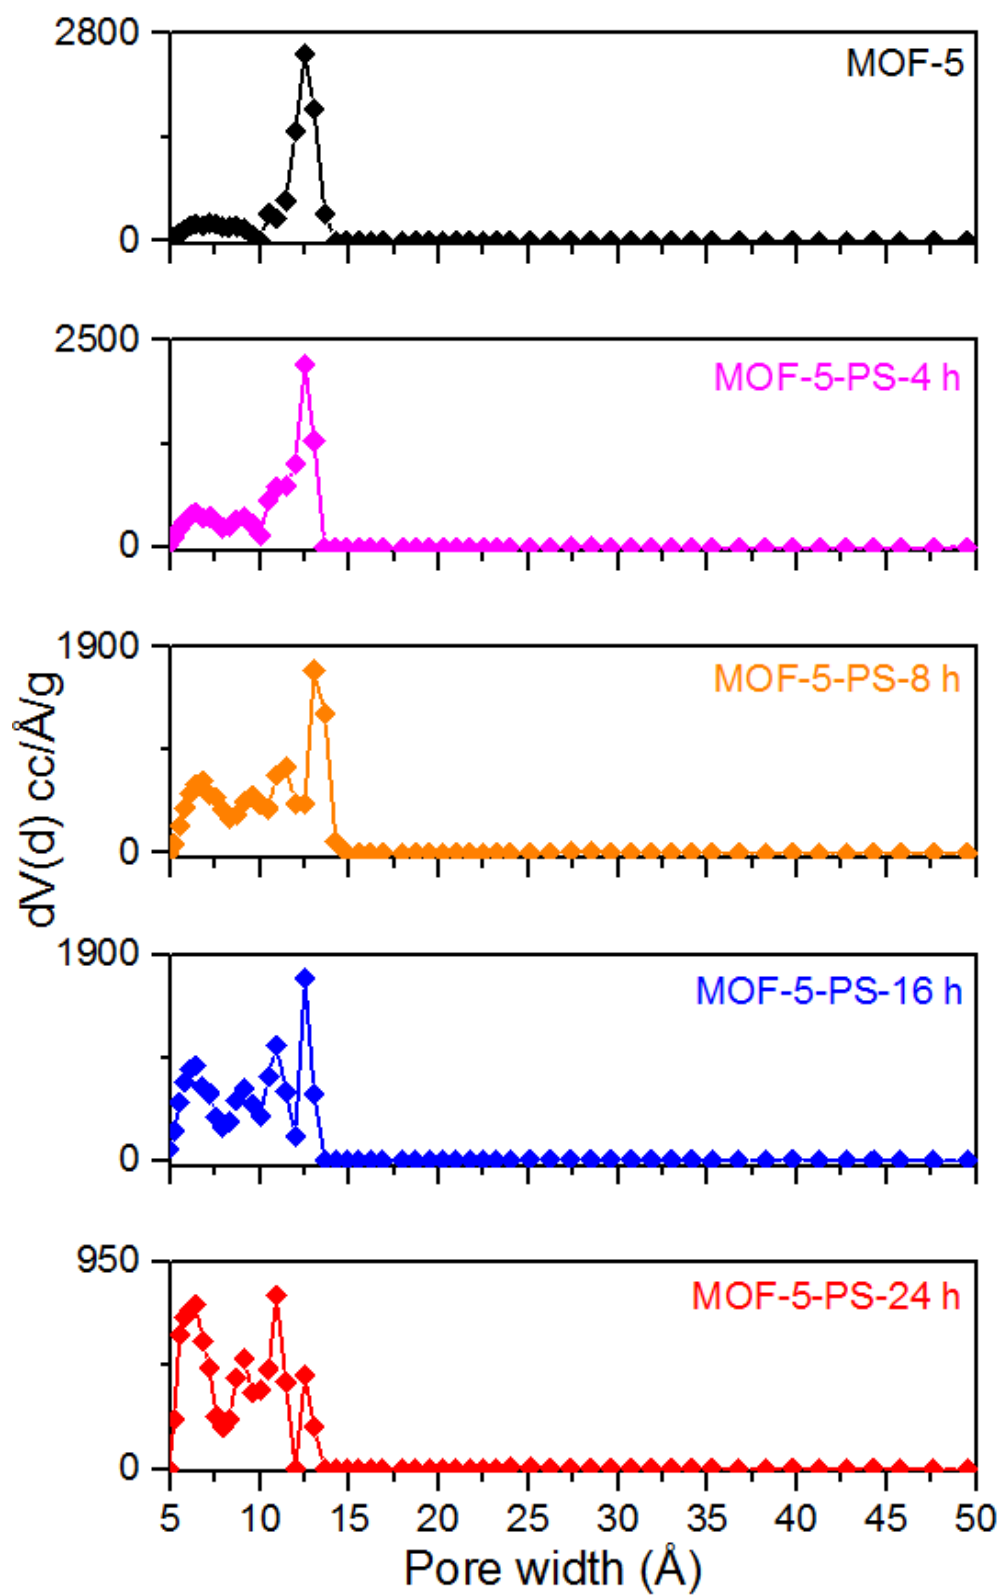 2800
MOF-5
0
2500
MOF-5-PS-4 h
0
1900
MOF-5-PS-8 h
0
dV(d) cc/Å/g
1900
MOF-5-PS-16 h
0
950
MOF-5-PS-24 h
0
5 10 15 20 25 30 35 40 45 50
Pore width (Å)